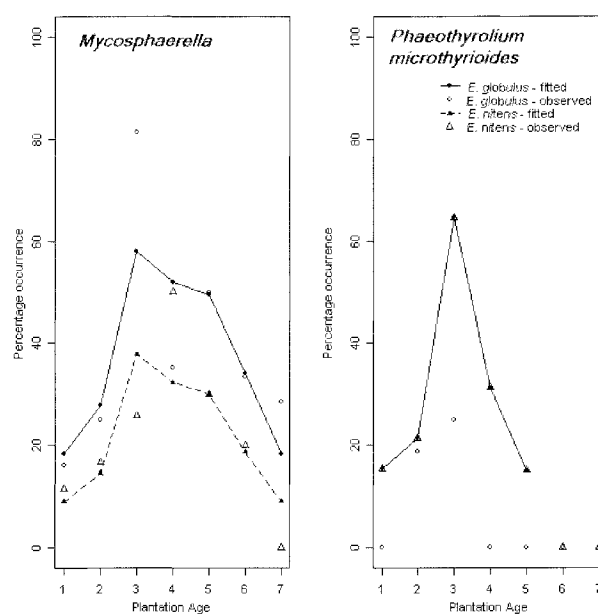 Mycosphaerella
Percentage occurrence
100
80
60
40
20
0
1 2 3 4 5 6 7
Plantation Age
Phaeothyrolium
microthyrioides
E. globulus - fitted
E. globulus - observed
E. nitens - fitted
E. nitens - observed
Percentage occurrence
100
80
60
40
20
0
1 2 3 4 5 6 7
Plantation Age